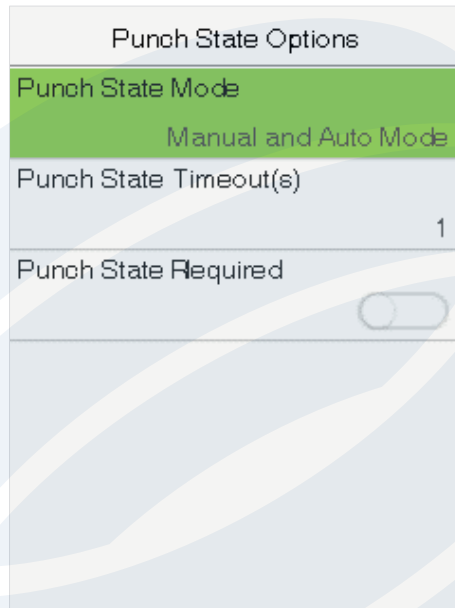 Punch State Options
Punch State Mode
Manual and Auto Mode
Punch State Timeout(s)
1
Punch State Required